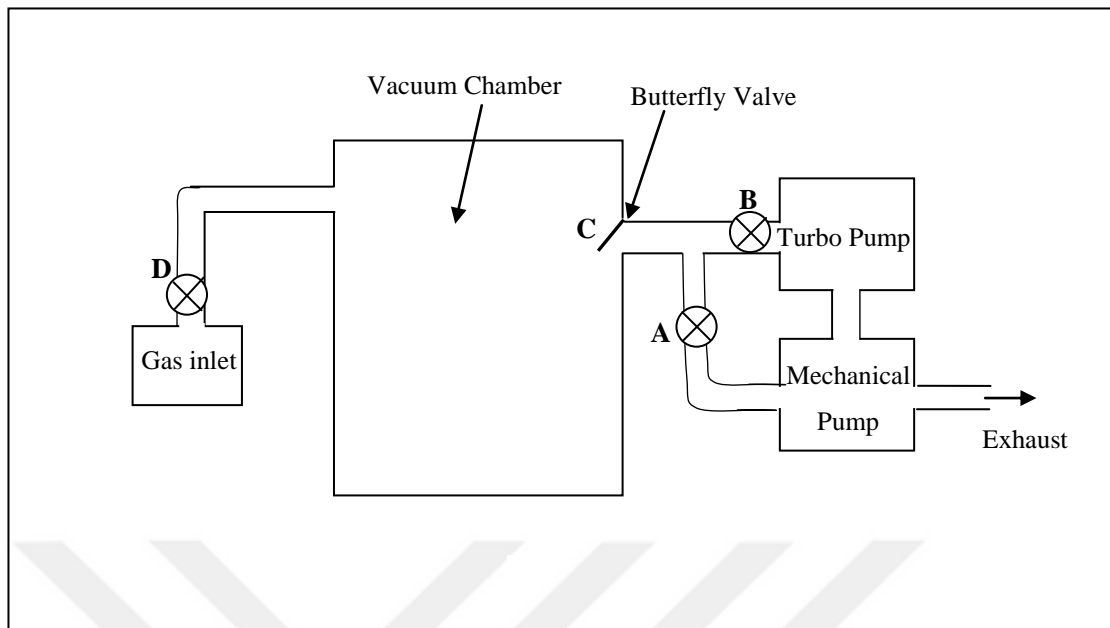 Vacuum Chamber
Butterfly Valve
B
C
Turbo Pump
D
A
Gas inlet
Mechanical
Pump
Exhaust